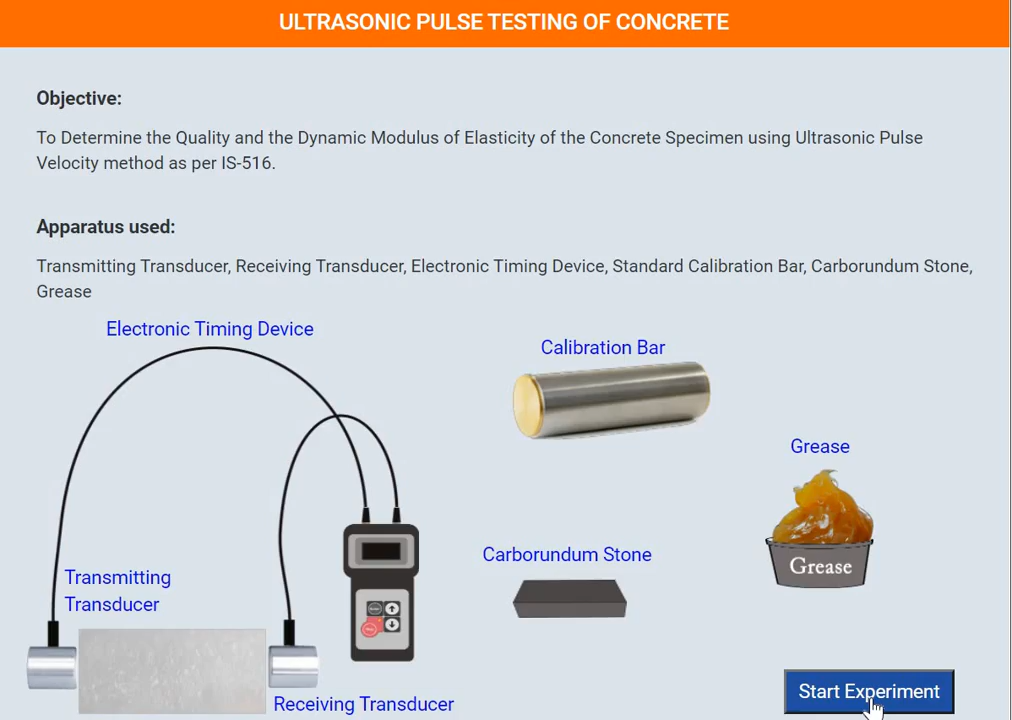 ULTRASONIC PULSE TESTING OF CONCRETE
Objective:
To Determine the Quality and the Dynamic Modulus of Elasticity of the Concrete Specimen using Ultrasonic Pulse
Velocity method as per IS-516.
Apparatus used:
Transmitting Transducer, Receiving Transducer, Electronic Timing Device, Standard Calibration Bar, Carborundum Stone,
Grease
Electronic Timing Device
Calibration Bar
Grease
Carborundum Stone
Grease
Transmitting
Transducer
Start Experiment
Receiving Transducer